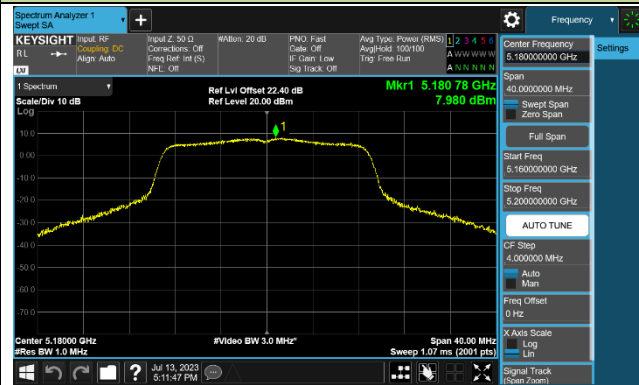 Spectrum Analyzer 1
Swept SA
+
Frequency
KEYSIGHT
RL
LXI
Input: RF
Coupling: DC
Align: Auto
Input Z: 50 Ω
Corrections: Off
Freq Ref: Int (S)
NFE: Off
#Atten: 20 dB
PNO: Fast
Gate: Off
IF Gain: Low
Sig Track: Off
Avg Type: Power (RMS)
Avg|Hold: 100/100
Trig: Free Run
1 2 3 4 5 6
A W W W W W
A N N N N N
1 Spectrum
Scale/Div 10 dB
Log
Ref Lvl Offset 22.40 dB
Ref Level 20.00 dBm
Mkr1 5.180 78 GHz
7.980 dBm
1
10.0
0.00
-10.0
-20.0
-30.0
-40.0
-50.0
-60.0
-70.0
Center 5.18000 GHz
#Res BW 1.0 MHz
#Video BW 3.0 MHz*
Span 40.00 MHz
Sweep 1.07 ms (2001 pts)
?
Jul 13, 2023
5:11:47 PM
Center Frequency
5.180000000 GHz
Settings
Span
40.0000000 MHz
Swept Span
Zero Span
Full Span
Start Freq
5.160000000 GHz
Stop Freq
5.200000000 GHz
AUTO TUNE
CF Step
4.000000 MHz
Auto
Man
Freq Offset
0 Hz
X Axis Scale
Log
Lin
Signal Track
(Span Zoom)